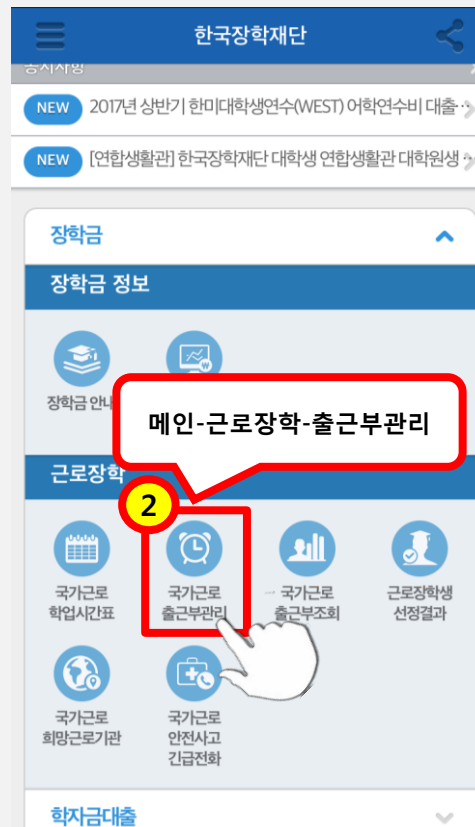 한국장학재단
공지사항
NEW 2017년 상반기 한미대학생연수(WEST) 어학연수비 대출…
NEW [연합생활관] 한국장학재단 대학생 연합생활관 대학원생 …
장학금
장학금 정보
장학금 안내
메인-근로장학-출근부관리
근로장학
2
국가근로
학업시간표
국가근로
출근부관리
국가근로
출근부조회
근로장학생
선정결과
국가근로
희망근로기관
국가근로
안전사고
긴급전화
학자금대출